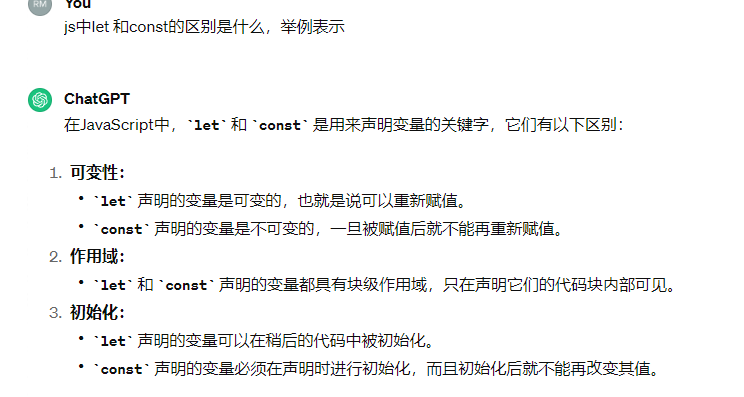 RM
You
js中let 和const的区别是什么，举例表示
ChatGPT
在JavaScript中，`let` 和 `const` 是用来声明变量的关键字，它们有以下区别：
1. 可变性：
• `let` 声明的变量是可变的，也就是说可以重新赋值。
• `const` 声明的变量是不可变的，一旦被赋值后就不能再重新赋值。
2. 作用域：
• `let` 和 `const` 声明的变量都具有块级作用域，只在声明它们的代码块内部可见。
3. 初始化：
• `let` 声明的变量可以在稍后的代码中被初始化。
• `const` 声明的变量必须在声明时进行初始化，而且初始化后就不能再改变其值。